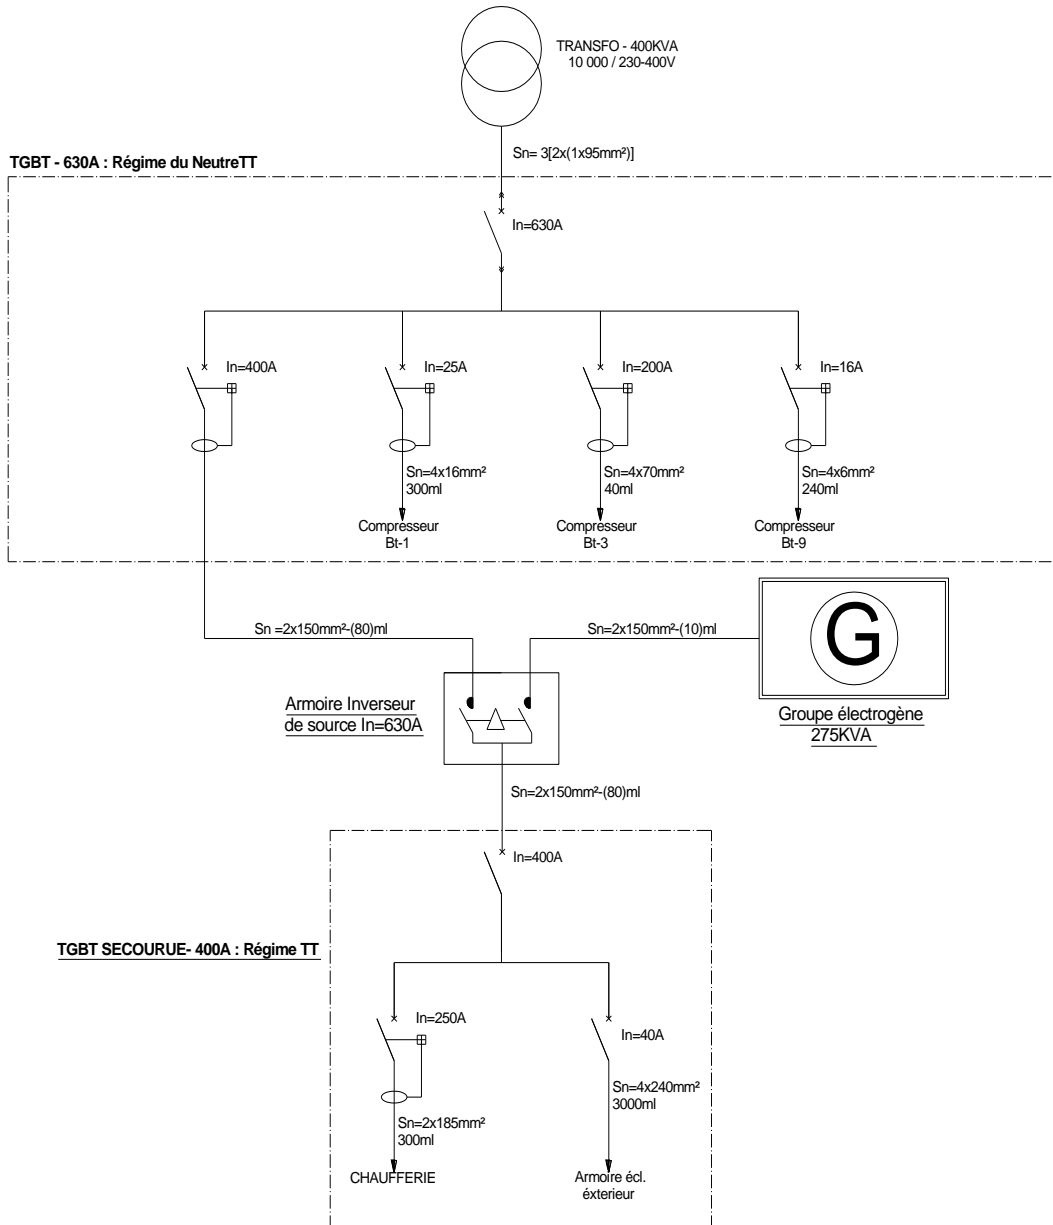 TRANSFO - 400KVA
10 000 / 230-400V
Sn= 3[2x(1x95mm²)]
TGBT - 630A : Régime du NeutreTT
In=630A
In=400A
In=25A
In=200A
In=16A
Sn=4x16mm²
300ml
Sn=4x70mm²
40ml
Sn=4x6mm²
240ml
Compresseur
Bt-1
Compresseur
Bt-3
Compresseur
Bt-9
Sn =2x150mm²-(80)ml
Sn=2x150mm²-(10)ml
G
Armoire Inverseur
de source In=630A
Groupe électrogène
275KVA
Sn=2x150mm²-(80)ml
In=400A
TGBT SECOURUE- 400A : Régime TT
In=250A
In=40A
Sn=4x240mm²
3000ml
Sn=2x185mm²
300ml
CHAUFFERIE
Armoire écl.
éxterieur